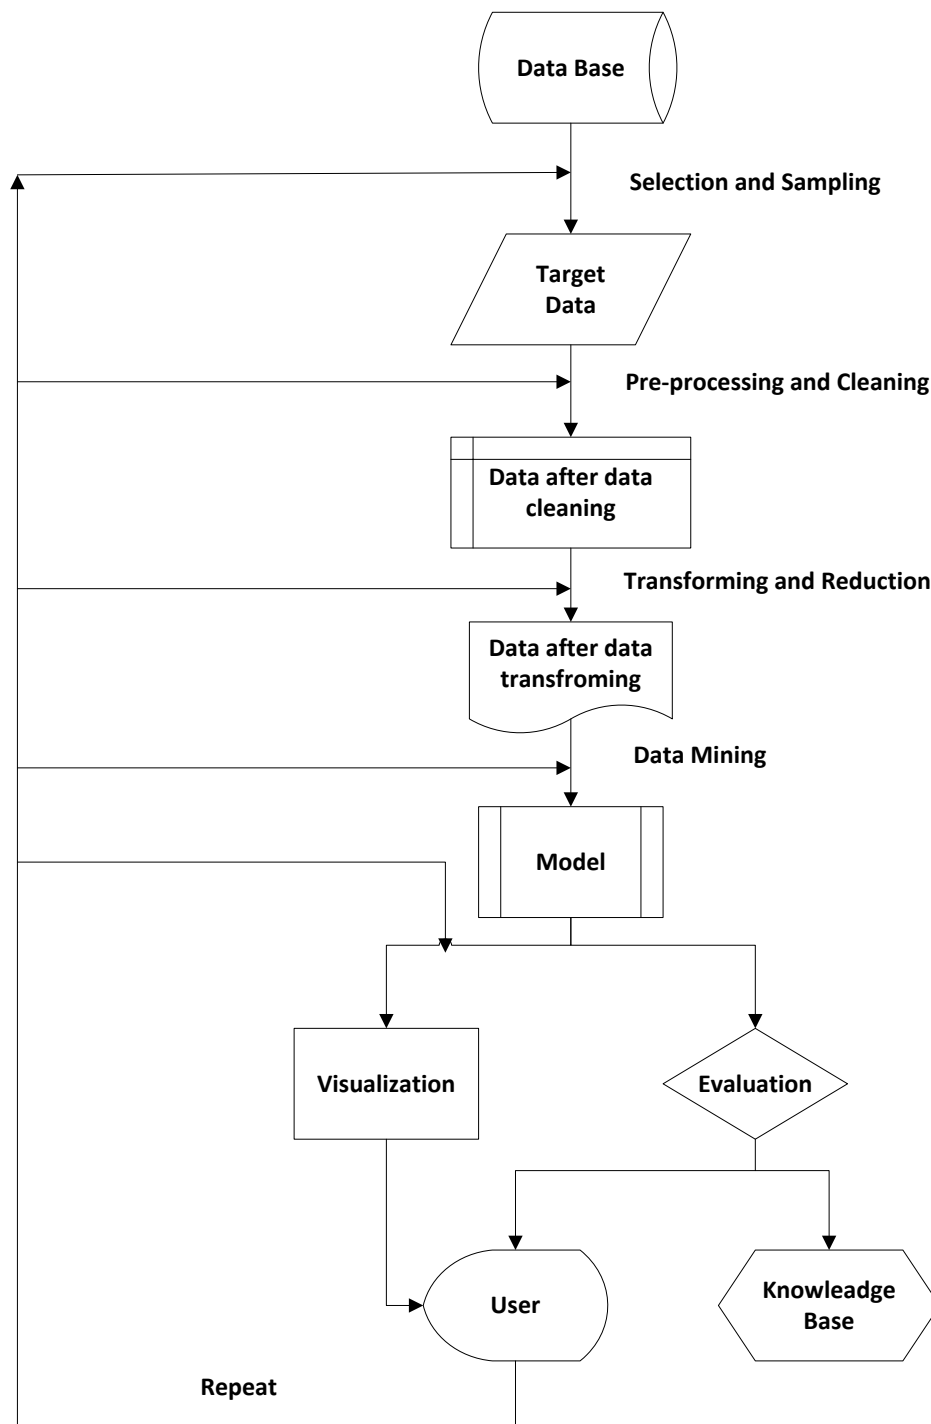 Data Base
Selection and Sampling
Target
Data
Pre-processing and Cleaning
Data after data
cleaning
Transforming and Reduction
Data after data
transfroming
Data Mining
Model
Visualization
Evaluation
User
Knowleadge
Base
Repeat